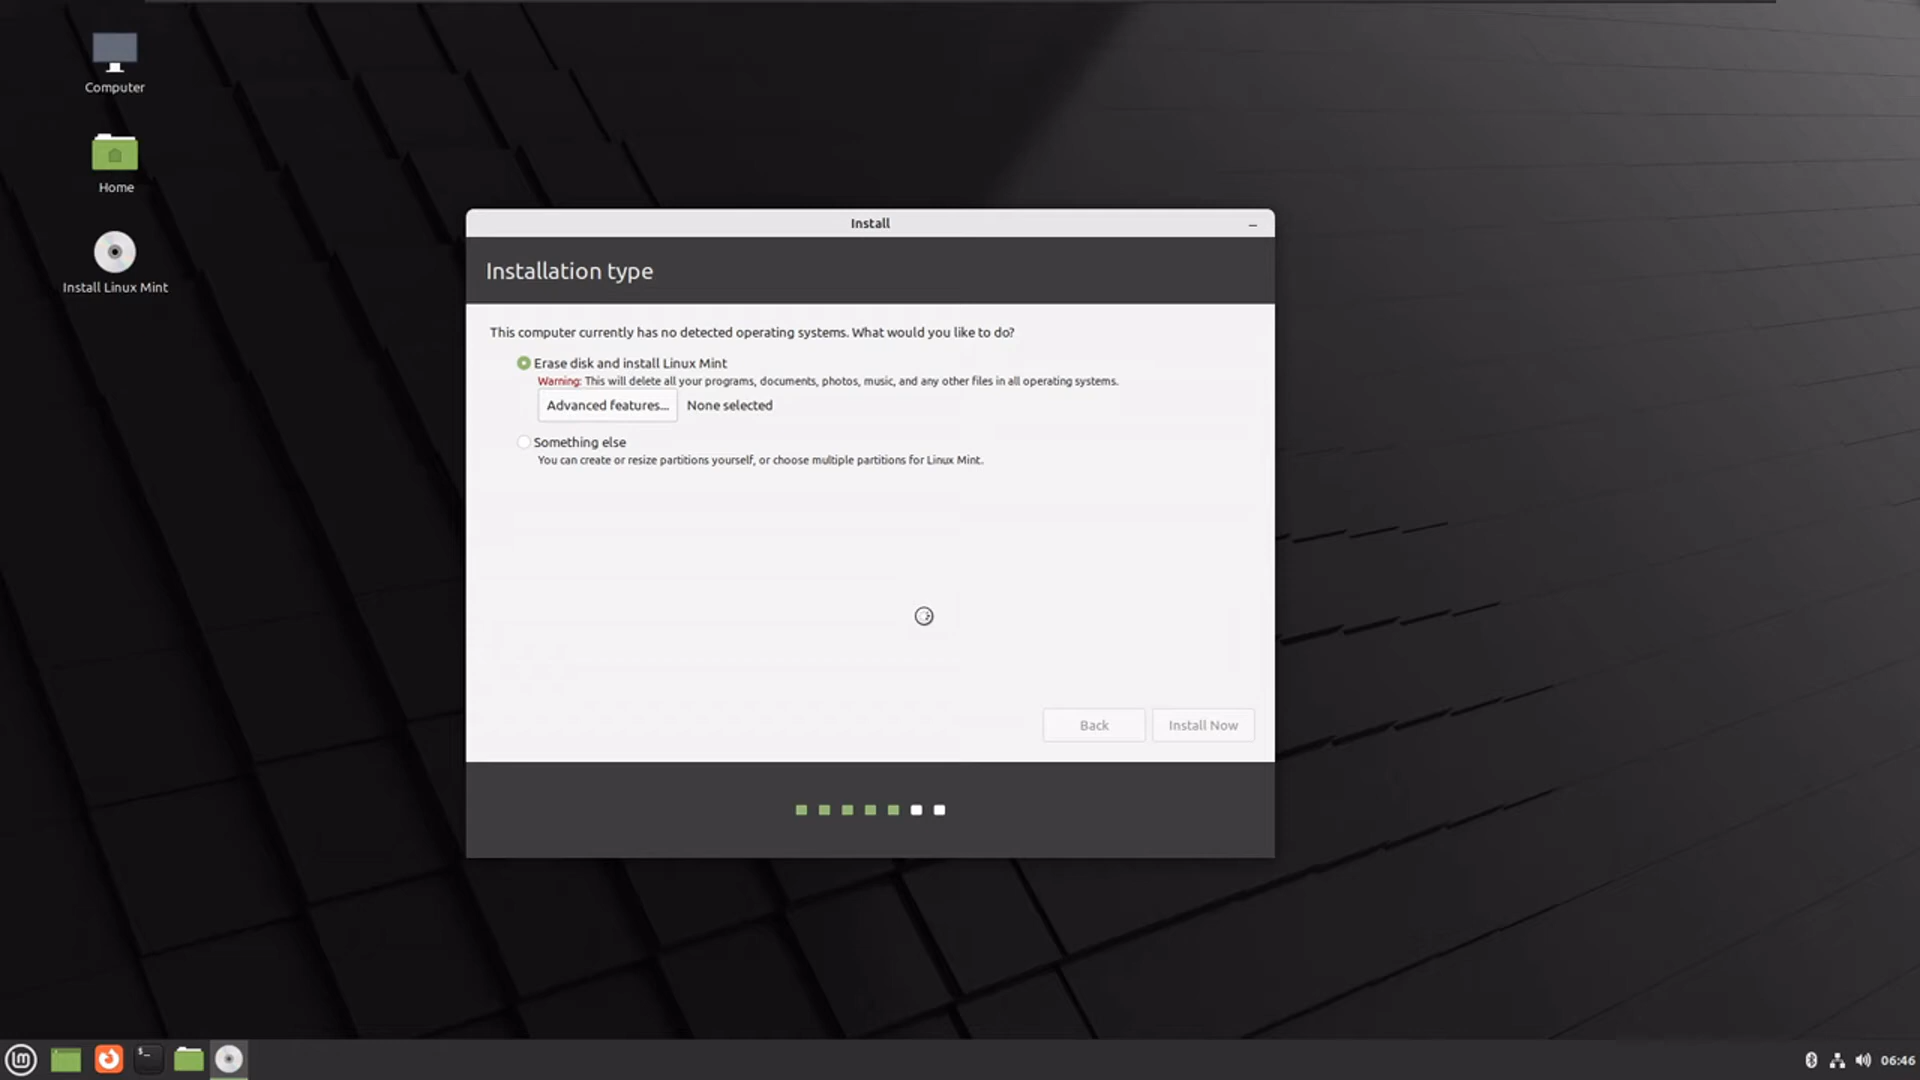 Computer
Home
Install Linux Mint
Install
Installation type
This computer currently has no detected operating systems. What would you like to do?
Erase disk and install Linux Mint
Warning: This will delete all your programs, documents, photos, music, and any other files in all operating systems.
Advanced features... None selected
Something else
You can create or resize partitions yourself, or choose multiple partitions for Linux Mint.
Back Install Now
06:46